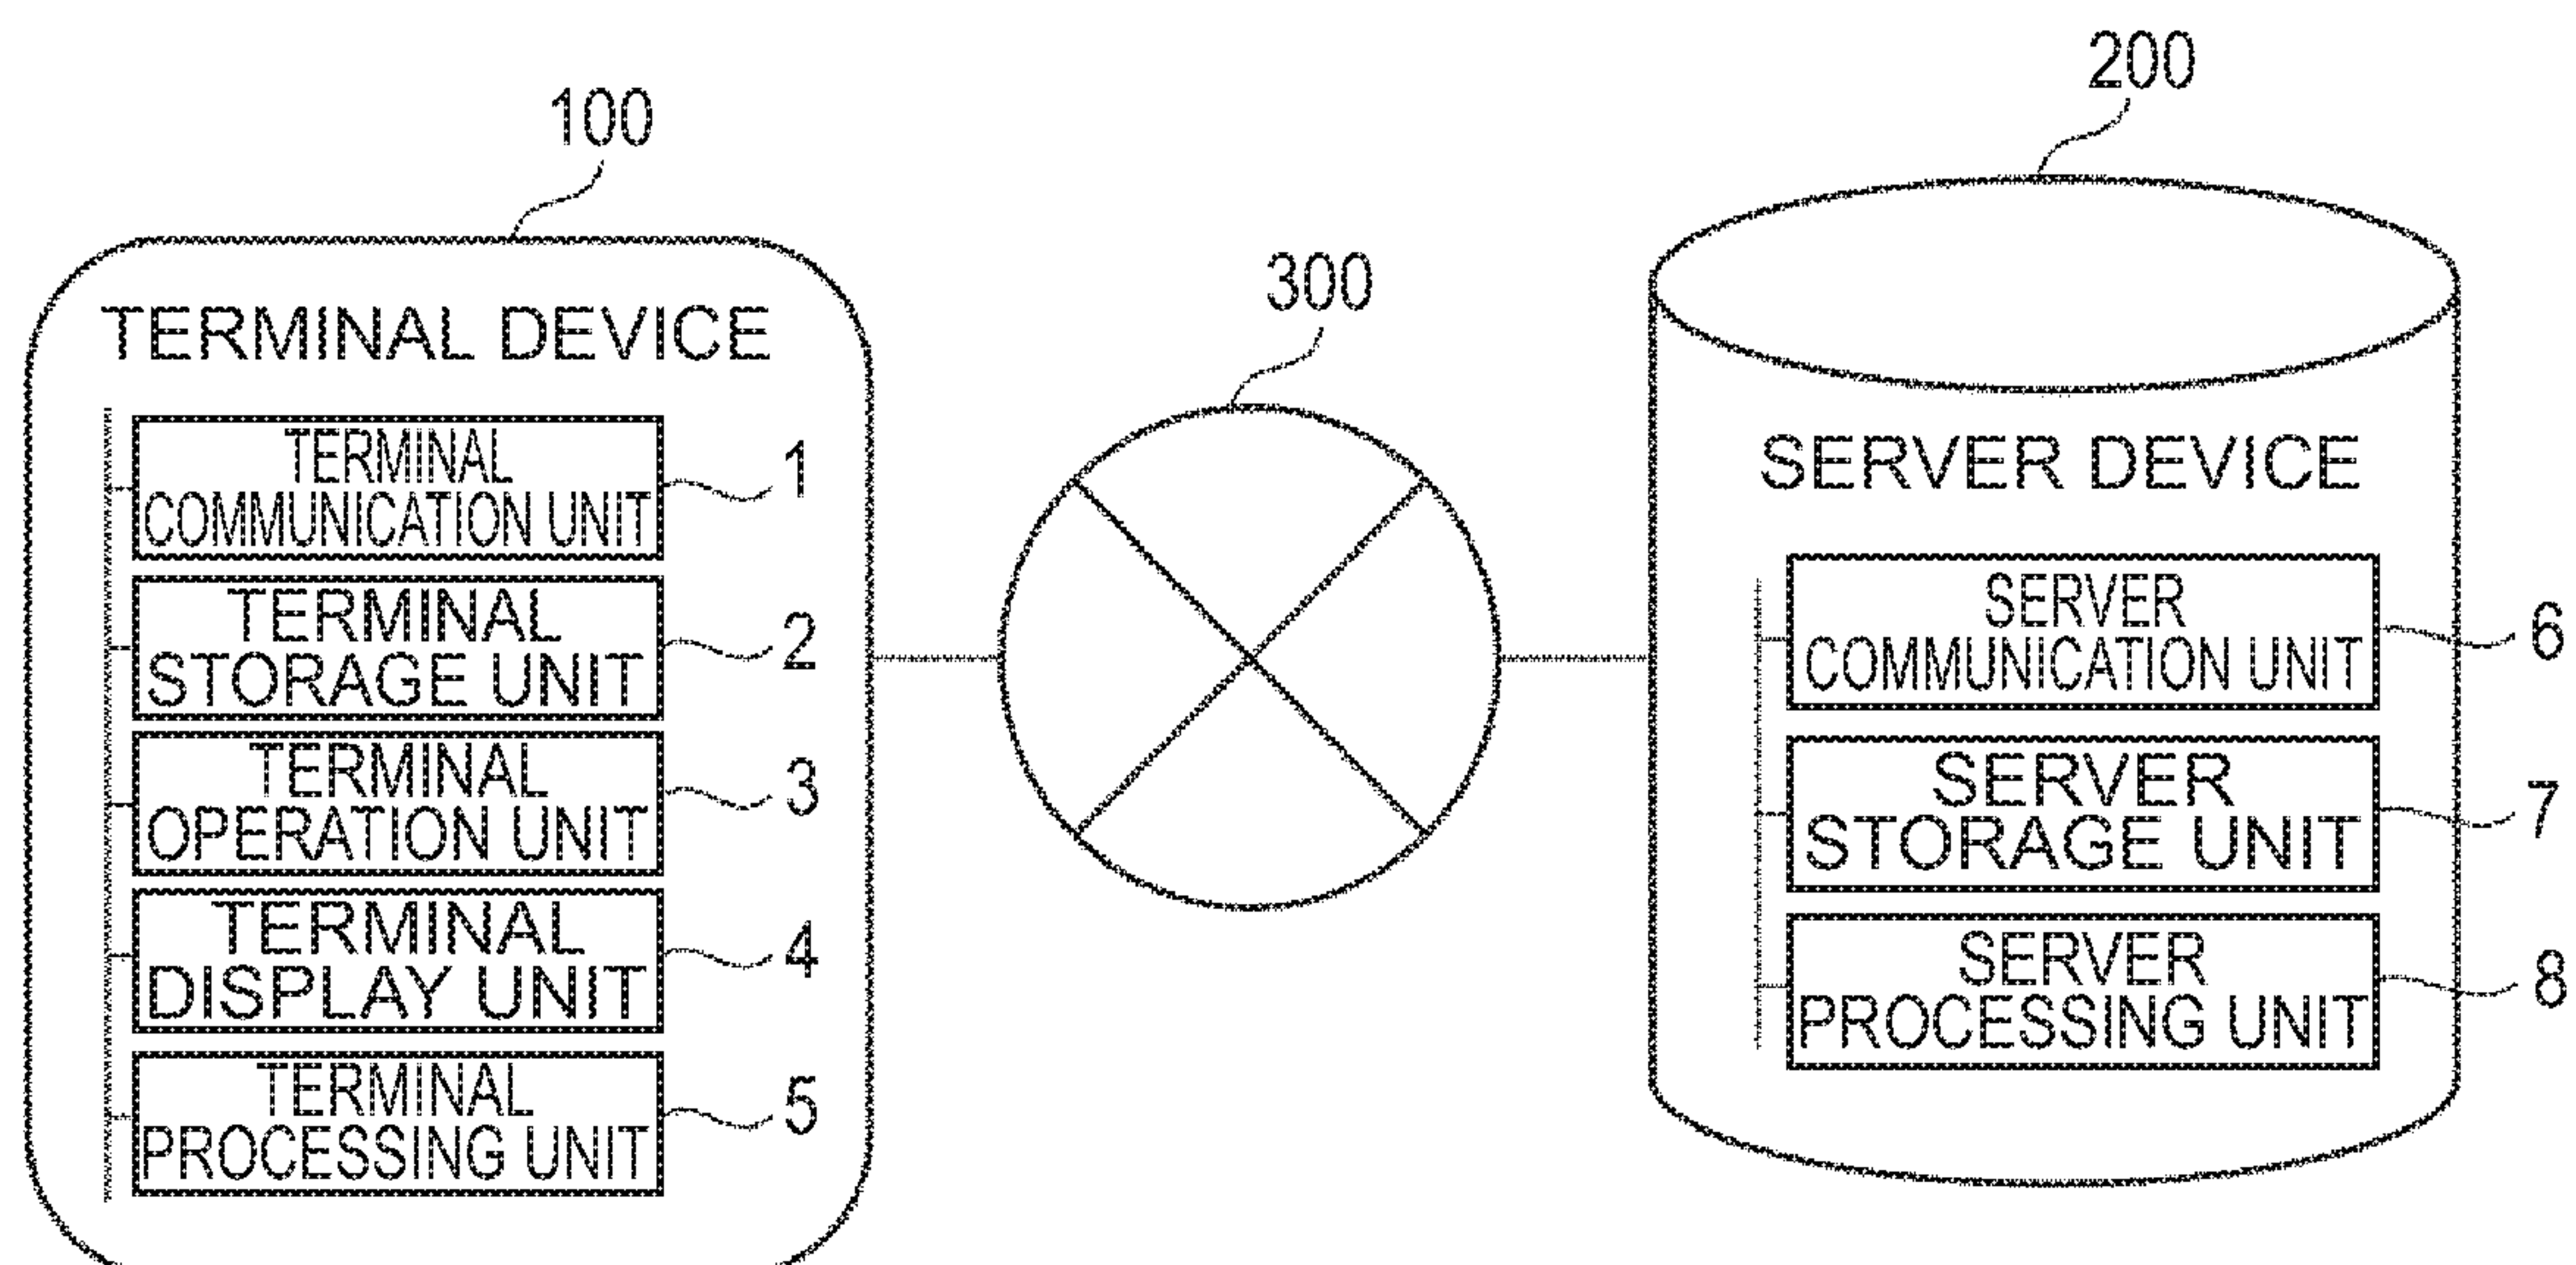 100
TERMINAL DEVICE
TERMINAL
COMMUNICATION UNIT
1
TERMINAL
STORAGE UNIT
2
TERMINAL
OPERATION UNIT
3
TERMINAL
DISPLAY UNIT
4
TERMINAL
PROCESSING UNIT
5
300
200
SERVER DEVICE
SERVER
COMMUNICATION UNIT
6
SERVER
STORAGE UNIT
7
SERVER
PROCESSING UNIT
8